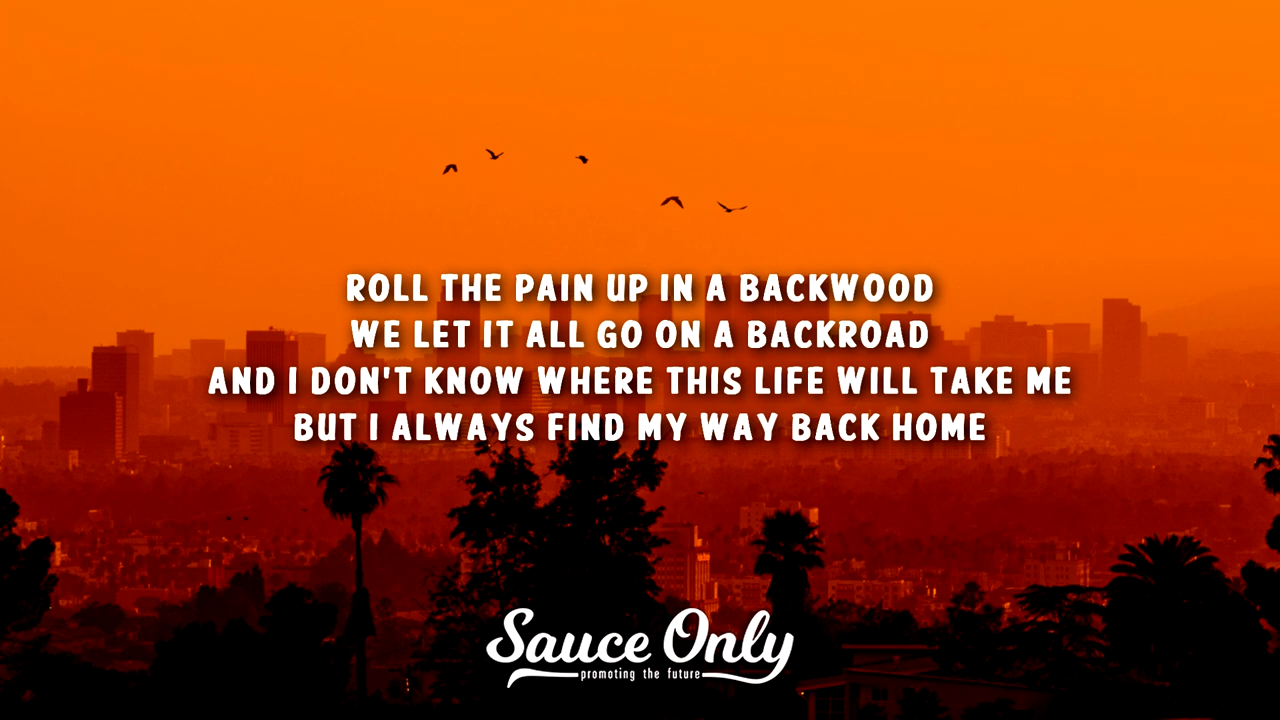 ROLL THE PAIN UP IN A BACKWOOD
WE LET IT ALL GO ON A BACKROAD
AND I DON'T KNOW WHERE THIS LIFE WILL TAKE ME
BUT I ALWAYS FIND MY WAY BACK HOME
Sauce Only
promoting the future